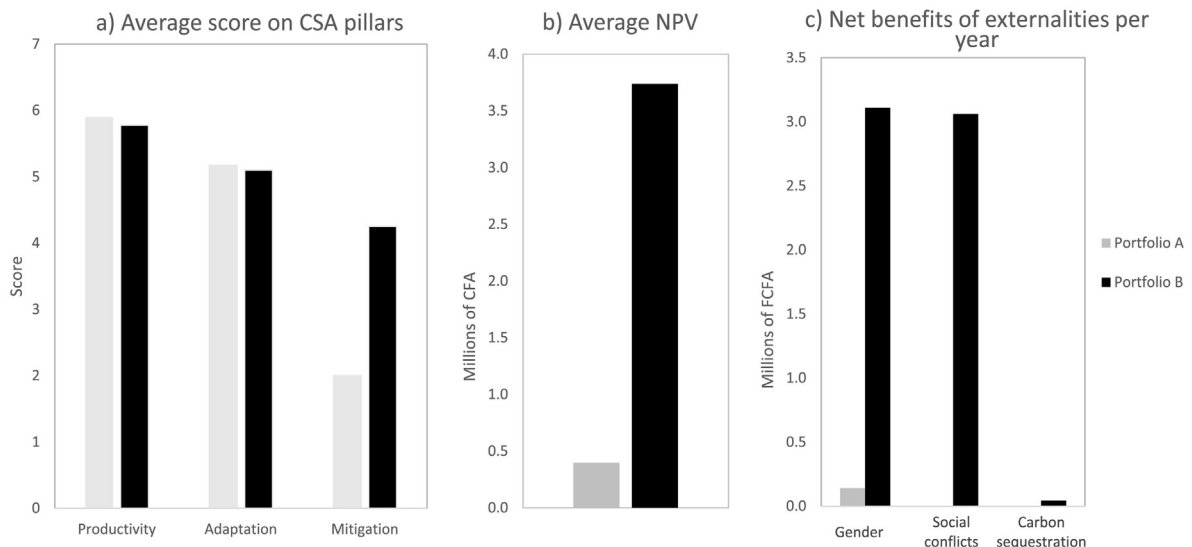 a) Average score on CSA pillars
7
6
5
4
3
2
1
0
Score
Productivity
Adaptation
Mitigation
b) Average NPV
4.0
3.5
3.0
2.5
2.0
1.5
1.0
0.5
0.0
Millions of CFA
c) Net benefits of externalities per
year
3.5
3.0
2.5
2.0
1.5
1.0
0.5
0.0
Millions of FCFA
Gender
Social
conflicts
Carbon
sequestration
Portfolio A
Portfolio B